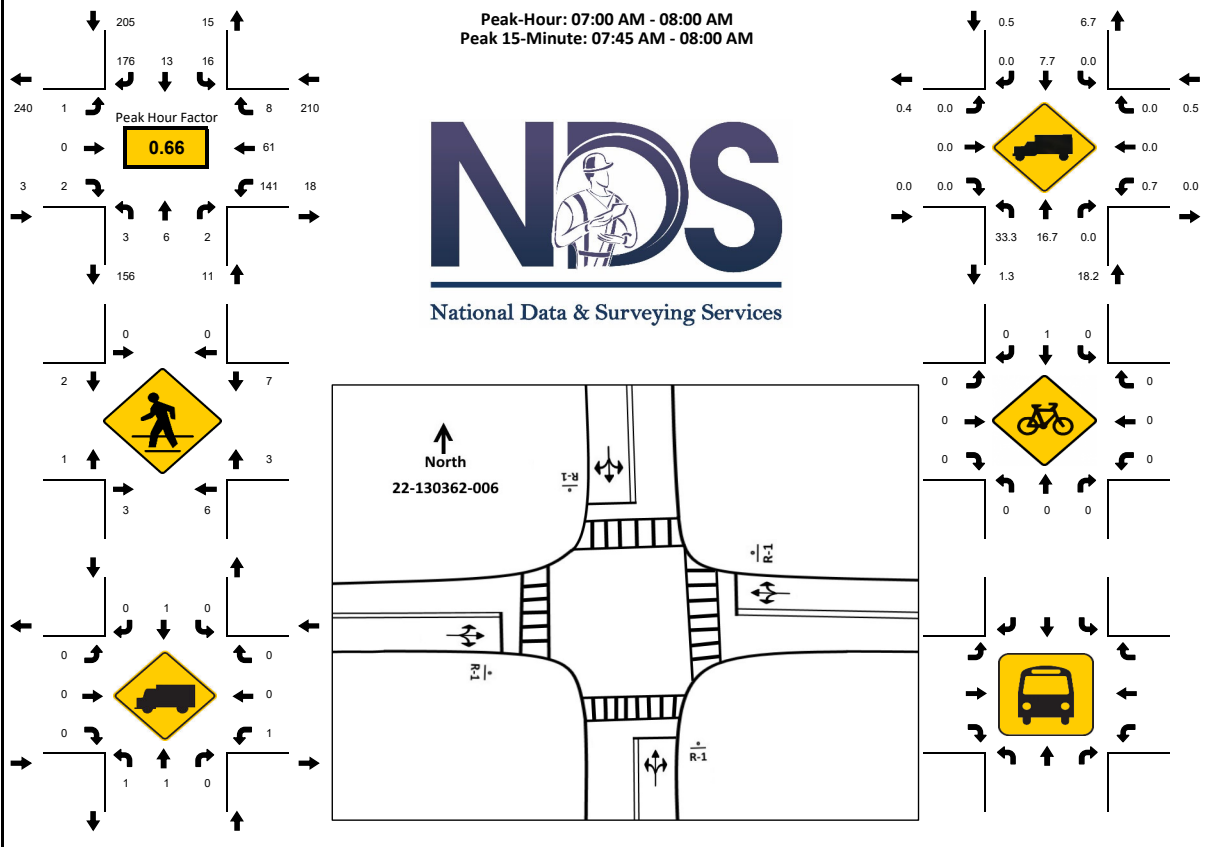 Peak-Hour: 07:00 AM - 08:00 AM
Peak 15-Minute: 07:45 AM - 08:00 AM
205 15
176 13 16
240 1 Peak Hour Factor 8 210
0 0.66 61
3 2 141 18
3 6 2
156 11
0.5 6.7
0.0 7.7 0.0
0.4 0.0 0.0 0.5
0.0 0.0
0.0 0.0 0.7 0.0
33.3 16.7 0.0
1.3 18.2
NDS
National Data & Surveying Services
0 0
2 7
1 3
3 6
0 1 0
0 0
0 0
0 0
0 0 0
North
22-130362-006
R-1
R-1
R-1
R-1
0 1 0
0 0
0 0
0 1
1 1 0